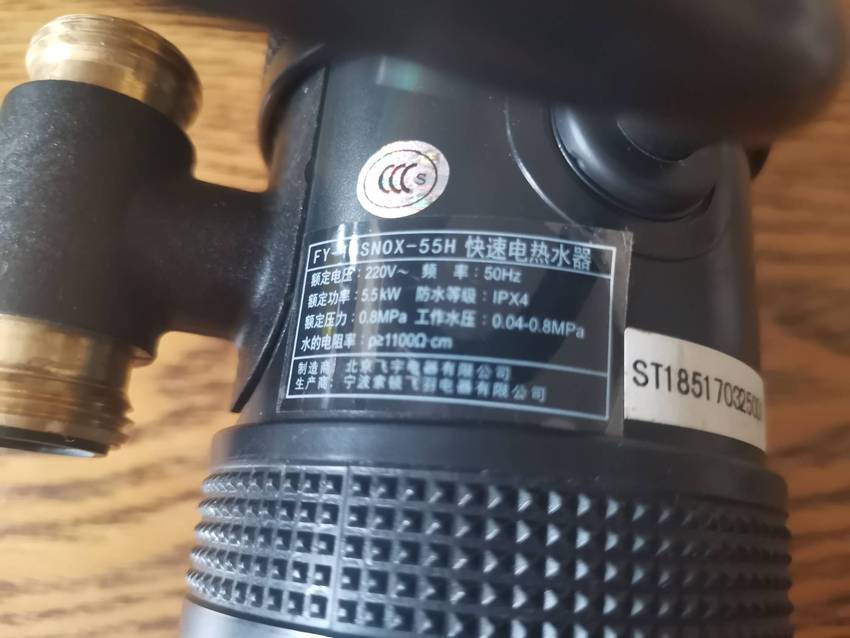 CCC S
FY- SNOX-55H 快速电热水器
额定电压：220V～ 频 率：50Hz
额定功率：5.5kW 防水等级：IPX4
额定压力：0.8MPa 工作水压：0.04-0.8MPa
水的电阻率：ρ≥1100Ω·cm
制造商：北京飞宇电器有限公司
生产商：宁波索顿飞羽电器有限公司
ST1851703250